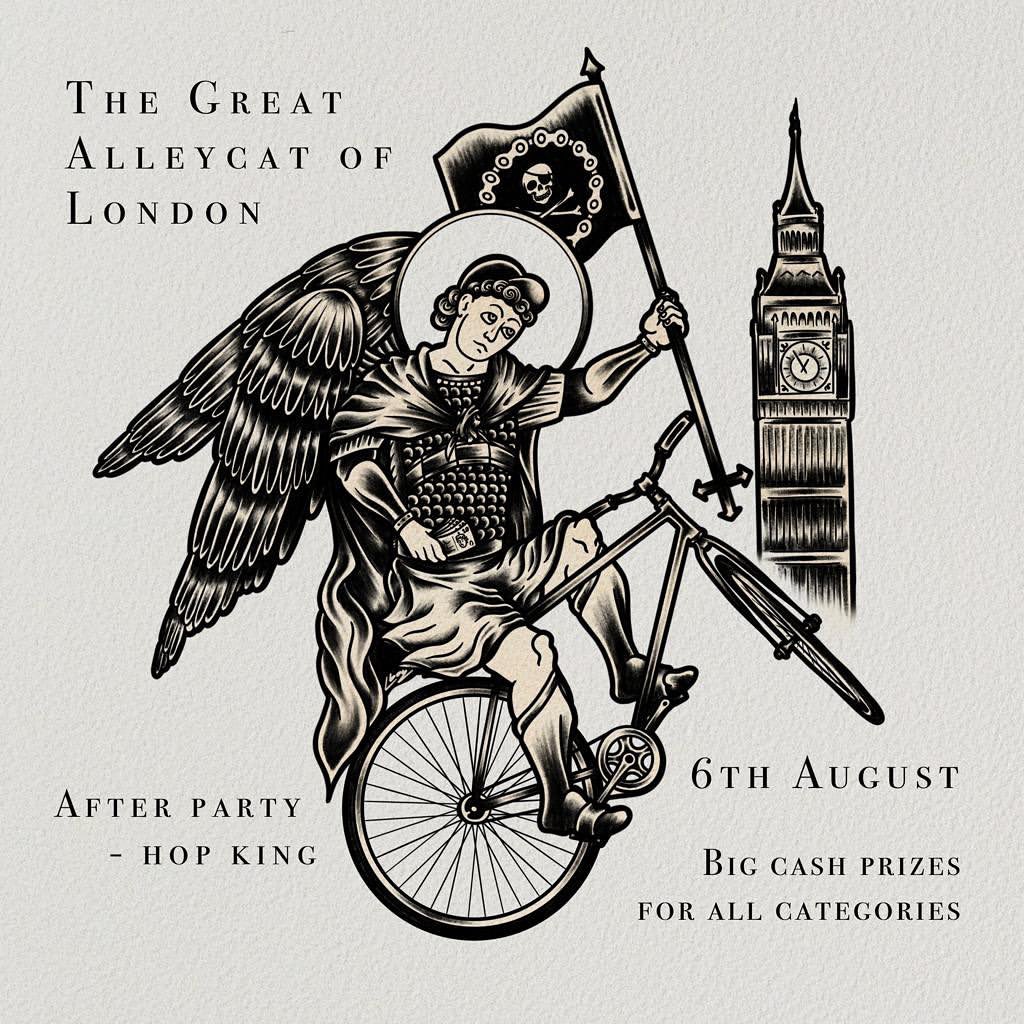 The Great
Alleycat of
London
6th August
After party
- hop king
Big cash prizes
for all categories